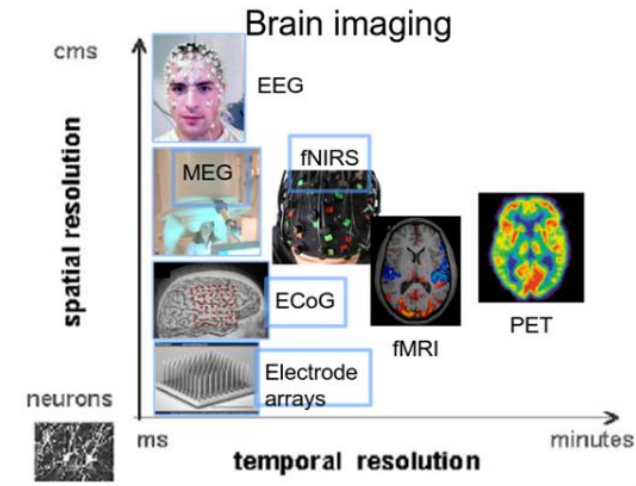 Brain imaging
cms
EEG
MEG
fNIRS
spatial resolution
ECoG
PET
fMRI
Electrode
arrays
neurons
ms
minutes
temporal resolution